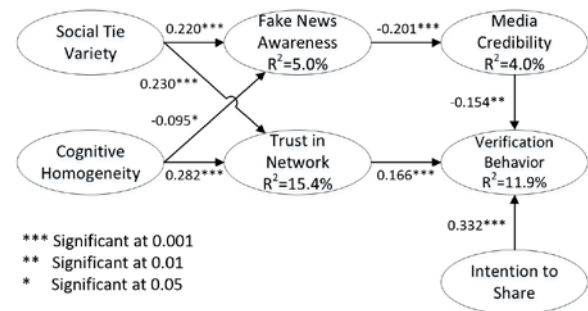 Social Tie
Variety
0.220***
Fake News
Awareness
R²=5.0%
-0.201***
Media
Credibility
R²=4.0%
0.230***
-0.095*
-0.154**
Cognitive
Homogeneity
0.282***
Trust in
Network
R²=15.4%
0.166***
Verification
Behavior
R²=11.9%
0.332***
Intention to
Share
*** Significant at 0.001
** Significant at 0.01
* Significant at 0.05